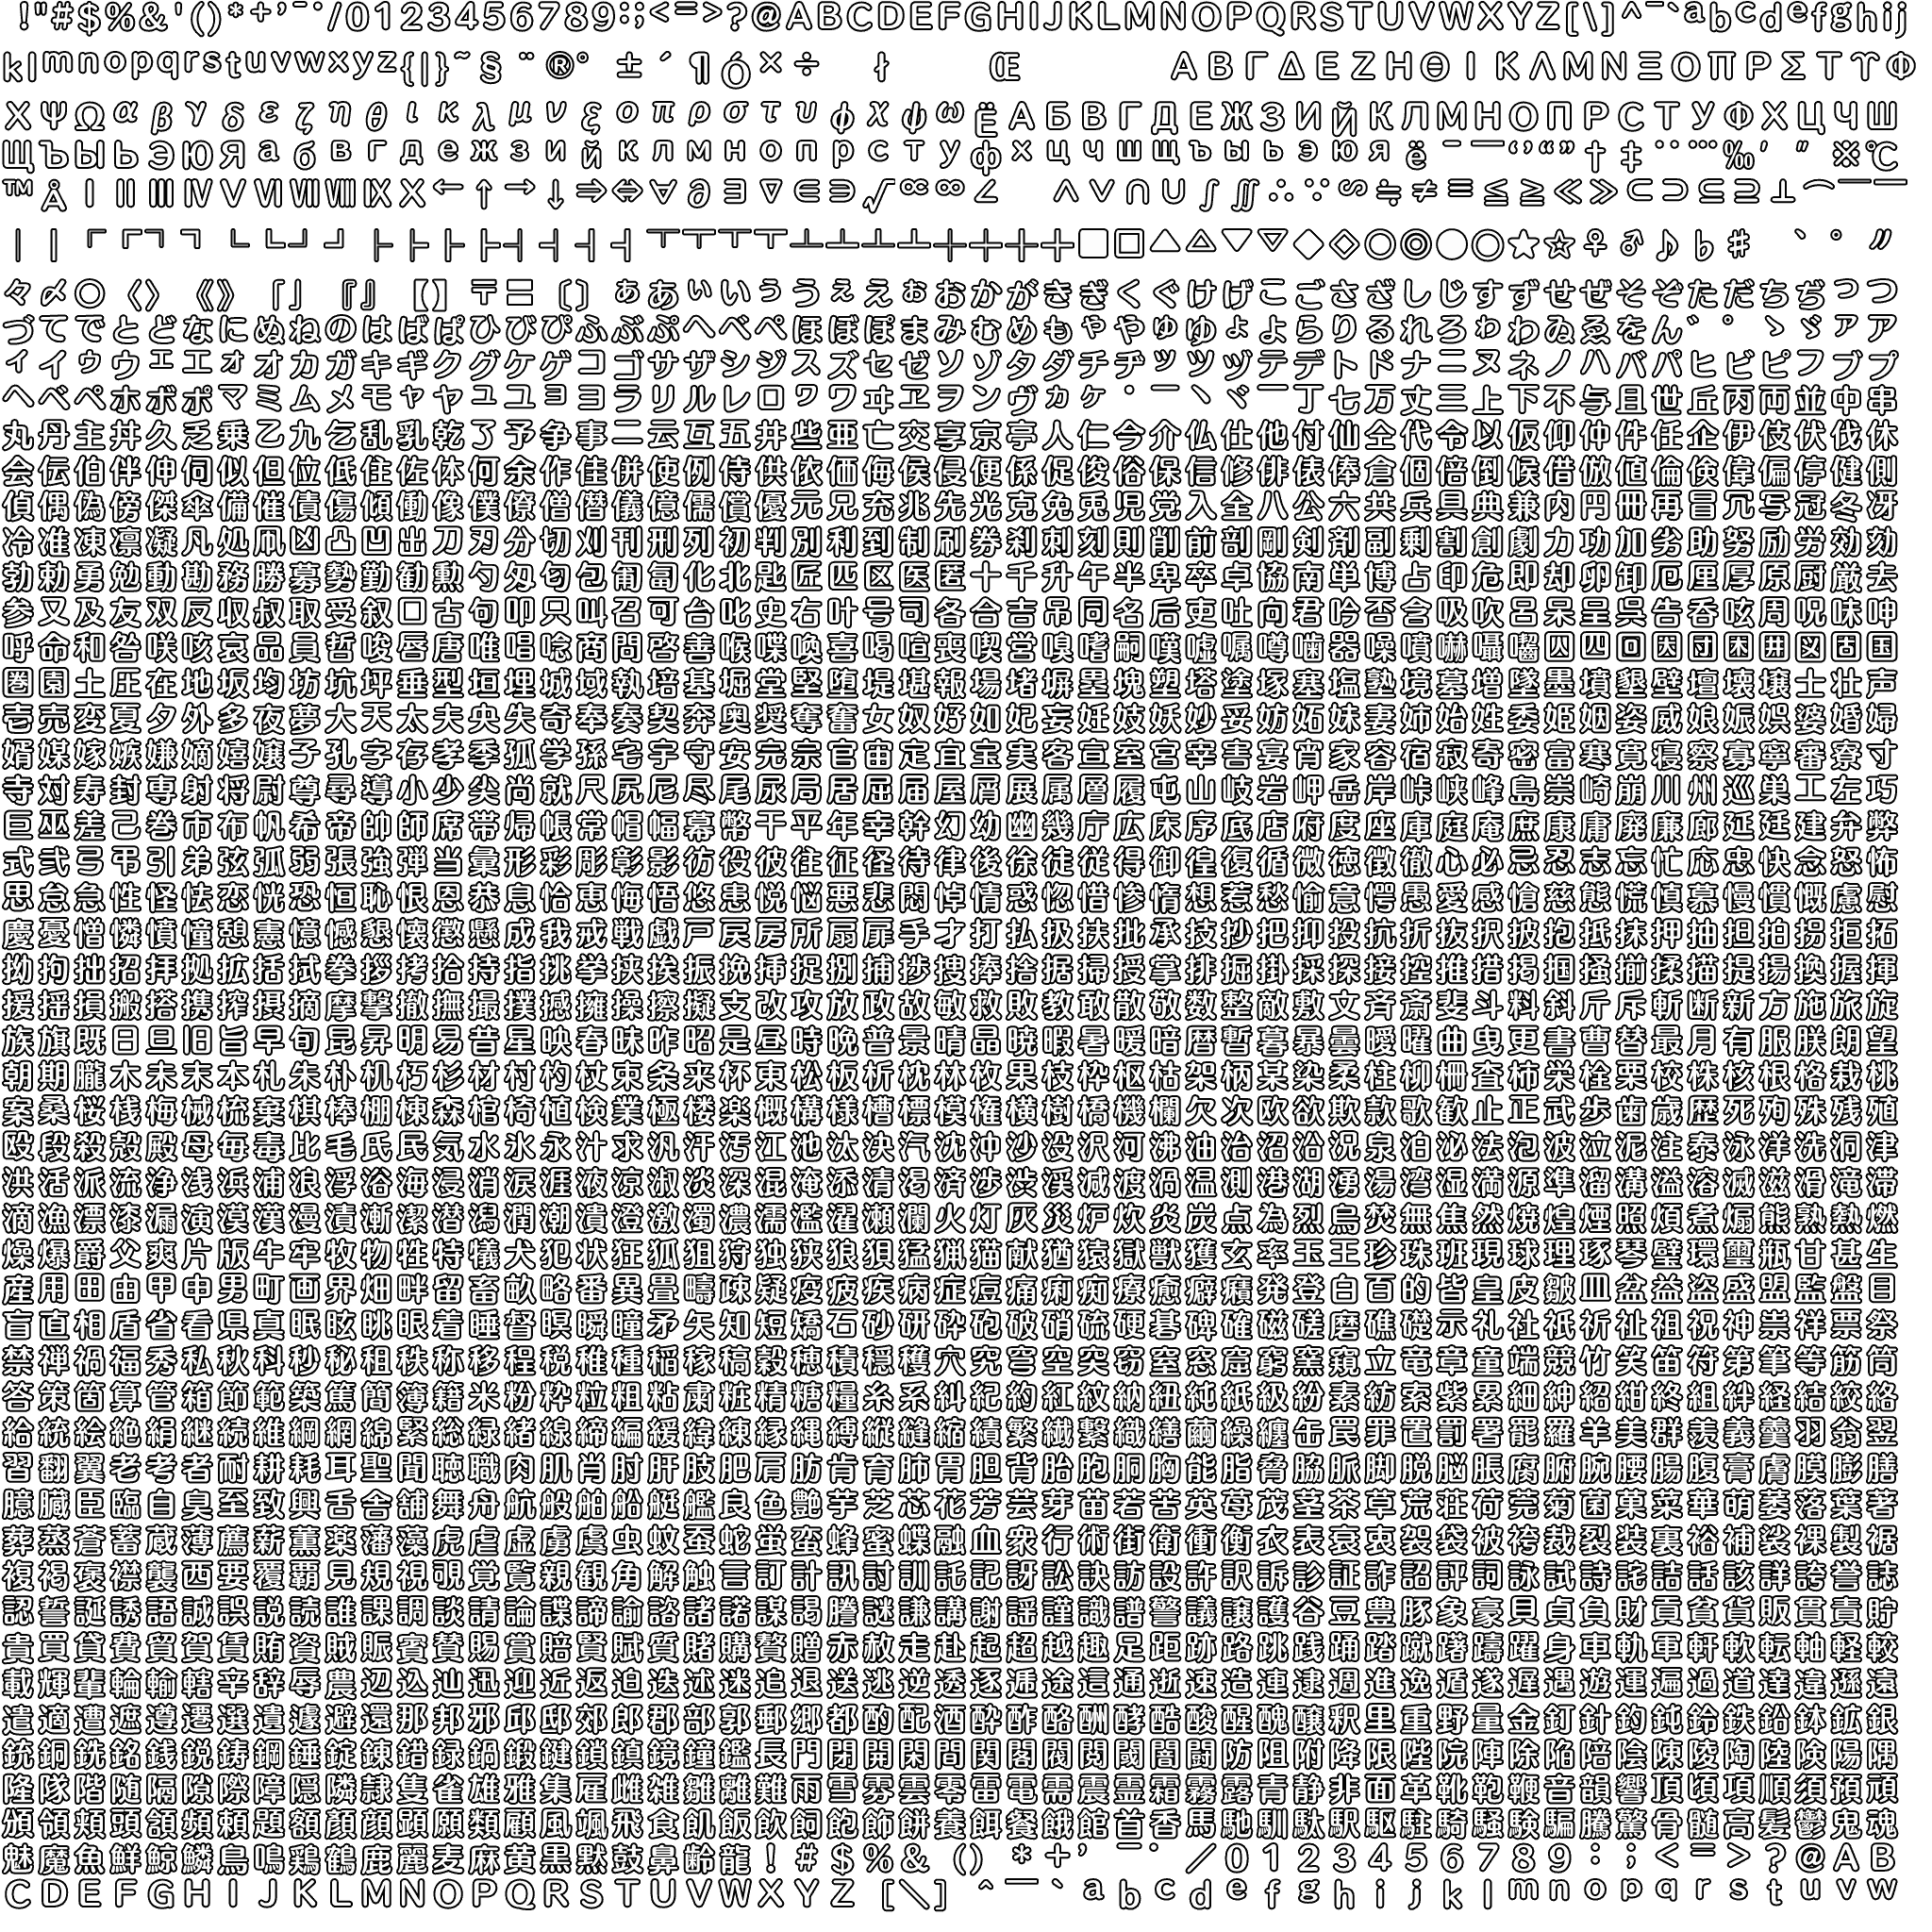 !"#$%&'()*+,-./0123456789:;<=>?@ABCDEFGHIJKLMNOPQRSTUVWXYZ[\]^_`abcdefghij
klmnopqrstuvwxyz{|}~§¨®°±´¶Ó×÷ł ŒΑΒΓΔΕΖΗΘΙΚΛΜΝΞΟΠΡΣΤΥΦ
ΧΨΩαβγδεζηθικλμνξοπρστυφχψωЁАБВГДЕЖЗИЙКЛМНОПРСТУФХЦЧШ
ЩЪЫЬЭЮЯабвгдежзийклмнопрстуфхцчшщъыьэюяё‐―‘’“”†‡‥…‰′″※℃
™ÅⅠⅡⅢⅣⅤⅥⅦⅧⅨⅩ←↑→↓⇒⇔∀∂∃∇∈∋√∝∞∠∧∨∩∪∫∬∴∵∽≒≠≡≦≧≪≫⊂⊃⊆⊇⊥⌒─━
□◇○◎★☆♀♂♪♭♯
々〆〇〈〉《》「」『』【】〒〓〔〕ぁあぃいぅうぇえぉおかがきぎくぐけげこごさざしじすずせぜそぞただちぢっつ
づてでとどなにぬねのはばぱひびぴふぶぷへべぺほぼぽまみむめもゃやゅゆょよらりるれろゎわゐゑをん゛゜ゝゞァア
ィイゥウェエォオカガキギクグケゲコゴサザシジスズセゼソゾタダチヂッツヅテデトドナニヌネノハバパヒビピフブプ
ヘベペホボポマミムメモャヤュユョヨラリルレロヮワヰヱヲンヴヵヶ・ーヽヾ一丁七万丈三上下不与且世丘丙両並中串
丸丹主丼久乏乗乙九乞乱乳乾了予争事二云互五井些亜亡交享京亭人仁今介仏仕他付仙全代令以仮仰仲件任企伊伎伏伐休
会伝伯伴伸伺似但位低住佐体何余作佳併使例侍供依価侮侯侵便係促俊俗保信修俳俵俸倉個倍倒候借倣値倫倹偉偏停健側
偵偶偽傍傑傘備催債傷傾働像僕僚僧僭儀億儒償優元兄充兆先光克免兎児党入全八公六共兵具典兼肉円冊再冒冗写冠冬冴
冷准凍凛凝凡処凧凶凸凹出刀刃分切刈刊刑列初判別利到制刷券刹刺刻則削前剖剛剣剤副剰割創劇力功加劣助努励労効劾
勃勅勇勉動勘務勝募勢勤勧勲勺匁匂包匍匐化北匙匠匹区医匿十千升午半卑卒卓協南単博占印危即却卵卸厄厘厚原厨厳去
参又及友双反収叔取受叙口古句叩只叫召可台叱史右叶号司各合吉吊同名后吏吐向君吟否含吸吹呂呆呈呉告呑呟周呪味呻
呼命和咎咲咳哀品員哲唆唇唐唯唱唸商問啓善喉喋喚喜喝喧喪喫営嗅嗜嗣嘆嘘嘱噂噛器噪噴嚇囁囓囚四回因団困囲図固国
圏園土圧在地坂均坊坑坪垂型垣埋城域執培基堀堂堅堕堤堪報場堵塀塁塊塑塔塗塚塞塩塾境墓増墜墨墳墾壁壇壊壌士壮声
壱売変夏夕外多夜夢大天太夫央失奇奉奏契奔奥奨奪奮女奴好如妃妄妊妓妖妙妥妨妬妹妻姉始姓委姫姻姿威娘娠娯婆婚婦
婿媒嫁嫉嫌嫡嬉嬢子孔字存孝季孤学孫宅宇守安完宗官宙定宜宝実客宣室宮宰害宴宵家容宿寂寄密富寒寛寝察寡寧審寮寸
寺対寿封専射将尉尊尋導小少尖尚就尺尻尼尽尾尿局居屈届屋屑展属層履屯山岐岩岬岳岸峠峡峰島崇崎崩川州巡巣工左巧
巨巫差己巻市布帆希帝帥師席帯帰帳常帽幅幕幣干平年幸幹幻幼幽幾庁広床序底店府度座庫庭庵庶康庸廃廉廊延廷建弁弊
式弐弓弔引弟弦弧弱張強弾当彙形彩彫彰影彷役彼往征径待律後徐徒従得御徨復循微徳徴徹心必忌忍志忘忙応忠快念怒怖
思怠急性怪怯恋恍恐恒恥恨恩恭息恰恵悔悟悠患悦悩悪悲悶悼情惑惚惜惨惰想惹愁愉意愕愚愛感愴慈態慌慎慕慢慣慨慮慰
慶憂憎憐憤憧憩憲憶憾懇懐懲懸成我戒戦戯戸戻房所扇扉手才打払扱扶批承技抄把抑投抗折抜択披抱抵抹押抽担拍拐拒拓
拗拘拙招拝拠拡括拭拳拶拷拾持指挑挙挟挨振挽挿捉捌捕捗捜捧捨据掃授掌排掘掛採探接控推措掲掴掻揃揉描提揚換握揮
援揺損搬搭携搾摂摘摩撃撤撫撮撲撼擁操擦擬支改攻放政故敏救敗教敢散敬数整敵敷文斉斎斐斗料斜斤斥斬断新方施旅旋
族旗既日旦旧旨早旬昆昇明易昔星映春昧昨昭是昼時晩普景晴晶暁暇暑暖暗暦暫暮暴曇曖曜曲曳更書曹替最月有服朕朗望
朝期朧木未末本札朱朴机朽杉材村杓杖束条来杯東松板析枕林枚果枝枠枢枯架柄某染柔柱柳柵査柿栄栓栗校株核根格栽桃
案桑桜桟梅械梳棄棋棒棚棟森棺椅植検業極楼楽概構様槽標模権横樹橋機欄欠次欧欲欺款歌歓止正武歩歯歳歴死殉殊残殖
殴段殺殻殿母毎毒比毛氏民気水氷永汁求汎汗汚江池汰決汽沈沖沙没沢河沸油治沼沿況泉泊泌法泡波泣泥注泰泳洋洗洞津
洪活派流浄浅浜浦浪浮浴海浸消涙涯液涼淑淡深混淹添清渇済渉渋渓減渡渦温測港湖湧湯湾湿満源準溜溝溢溶滅滋滑滝滞
滴漁漂漆漏演漠漢漫漬漸潔潜潟潤潮潰澄激濁濃濡濫濯瀬瀾火灯灰災炉炊炎炭点為烈烏焚無焦然焼煌煙照煩煮煽熊熟熱燃
燥爆爵父爽片版牛牢牧物牲特犠犬犯状狂狐狙狩独狭狼狽猛猟猫献猶猿獄獣獲玄率玉王珍珠班現球理琢琴璧環璽瓶甘甚生
産用田由甲申男町画界畑畔留畜畝略番異畳疇疎疑疫疲疾病症痘痛痢痴療癒癖癪発登白百的皆皇皮皺皿盆益盗盛盟監盤目
盲直相盾省看県真眠眩眺眼着睡督瞑瞬瞳矛矢知短矯石砂研砕砲破硝硫硬碁碑確磁磋磨礁礎示礼社祇祈祉祖祝神祟祥票祭
禁禅禍福秀私秋科秒秘租秩称移程税稚種稲稼稿穀穂積穏穫穴究穹空突窃窒窓窟窮窯窺立竜章童端競竹笑笛符第筆等筋筒
答策箇算管箱節範築篤簡簿籍米粉粋粒粗粘粛粧精糖糧糸系糾紀約紅紋納紐純紙級紛素紡索紫累細紳紹紺終組絆経結絞絡
給統絵絶絹継続維綱網綿緊総緑緒線締編緩緯練縁縄縛縦縫縮績繁繊繋織繕繭繰纏缶罠罪置罰署罷羅羊美群羨義羹羽翁翌
習翻翼老考者耐耕耗耳聖聞聴職肉肌肖肘肝肢肥肩肪肯育肺胃胆背胎胞胴胸能脂脅脇脈脚脱脳脹腐腑腕腰腸腹膏膚膜膨膳
臆臓臣臨自臭至致興舌舎舗舞舟航般舶船艇艦良色艶芋芝芯花芳芸芽苗若苦英苺茂茎茶草荒荘荷莞菊菌菓菜華萌萎落葉著
葬蒸蒼蓄蔵薄薦薪薫薬藩藻虎虐虚虜虞虫蚊蚕蛇蛍蛮蜂蜜蝶融血衆行術街衛衝衡衣表哀衷袈袋被袴裁裂装裏裕補裟裸製裾
複褐褒襟襲西要覆覇見規視覗覚覧親観角解触言訂計訊討訓託記訝訟訣訪設許訳訴診証詐詔評詞詠試詩詫詰話該詳誇誉誌
認誓誕誘語誠誤説読誰課調談請論諜諦諭諮諸諾謀謁謄謎謙講謝謡謹識譜警議譲護谷豆豊豚象豪貝貞負財貢貧貨販貫責貯
貴買貸費貿賀賃賄資賊賑賓賛賜賞賠賢賦質賭購贅贈赤赦走赴起超越趣足距跡路跳践踊踏蹴躇躊躍身車軌軍軒軟転軸軽較
載輝輩輪輸轄辛辞辱農辺込辿迅迎近返迫迭述迷追退送逃逆透逐逓途這通逝速造連逮週進逸遁遂遅遇遊運遍過道達違遜遠
遣適遭遮遵遷選遺遽避還那邦邪邱邸郊郎郡部郭郵郷都酌配酒酔酢酪酬酵酷酸醒醜醸釈里重野量金釘針釣鈍鈴鉄鉛鉢鉱銀
銃銅銑銘銭鋭鋳鋼錘錠錬錯録鍋鍛鍵鎖鎮鏡鐘鑑長門閉開閑間関閣閥閲闇闘防阻附降限陛院陣除陥陪陰陳陵陶陸険陽隅
隆隊階随隔隙際障隠隣隷隻雀雄雅集雇雌雑雛離難雨雪雰雲零雷電需震霊霜霧露青静非面革靴鞄鞭音韻響頂頃項順須預頑
頒領頬頭頷頻頼題額顎顔顕願類顧風颯飛食飢飯飲飼飽飾餅養餌餐餓館首香馬馳馴駄駅駆駐騎騒験騙騰驚骨髄高髪鬱鬼魂
魅魔魚鮮鯨鱗鳥鳴鶏鶴鹿麗麦麻黄黒黙鼓鼻齢龍!#$%&()*+,-./0123456789:;<=>?@AB
CDEFGHIJKLMNOPQRSTUVWXYZ[\]^_`abcdefghijklmnopqrstuvw